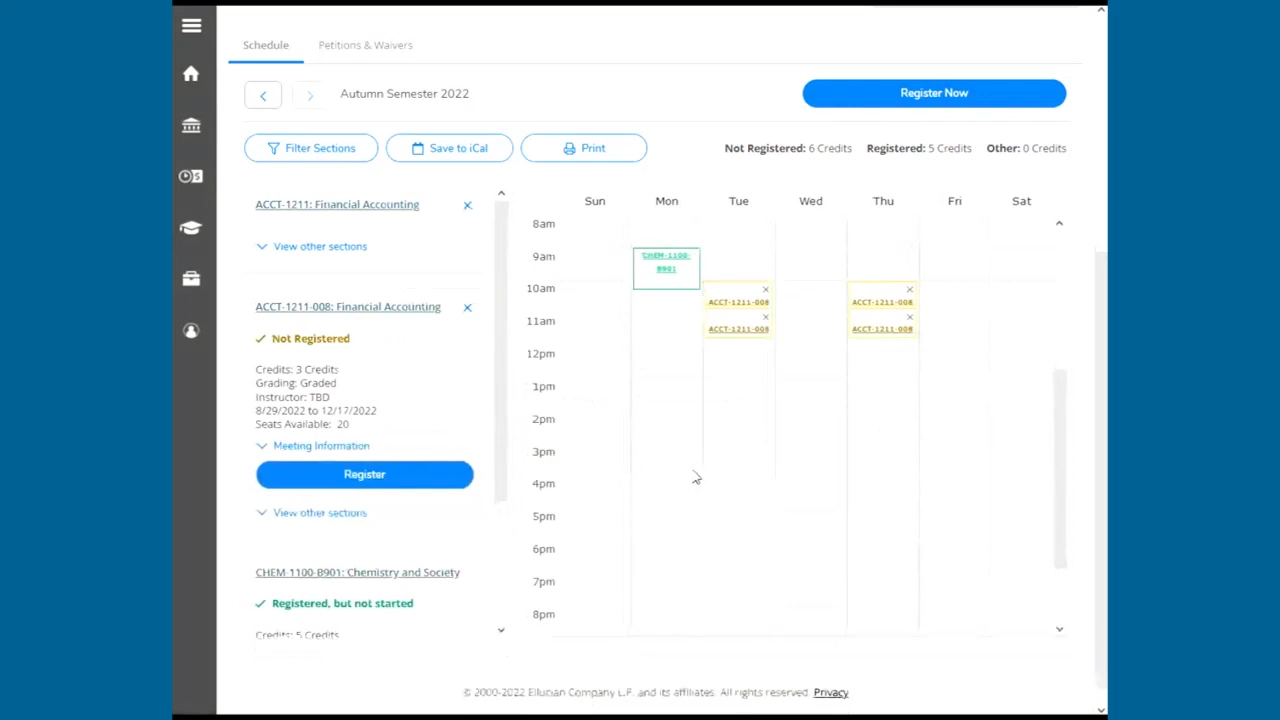 Schedule
Petitions & Waivers
Autumn Semester 2022
Register Now
Filter Sections
Save to iCal
Print
Not Registered: 6 Credits
Registered: 5 Credits
Other: 0 Credits
ACCT-1211: Financial Accounting
View other sections
ACCT-1211-008: Financial Accounting
Not Registered
Credits: 3 Credits
Grading: Graded
Instructor: TBD
8/29/2022 to 12/17/2022
Seats Available: 20
Meeting Information
Register
View other sections
CHEM-1100-B901: Chemistry and Society
Registered, but not started
Credits: 5 Credits
Sun Mon Tue Wed Thu Fri Sat
8am
9am
10am
11am
12pm
1pm
2pm
3pm
4pm
5pm
6pm
7pm
8pm
CHEM-1100-
B901
ACCT-1211-008
ACCT-1211-008
ACCT-1211-008
ACCT-1211-008
© 2000-2022 Ellucian Company L.P. and its affiliates. All rights reserved. Privacy